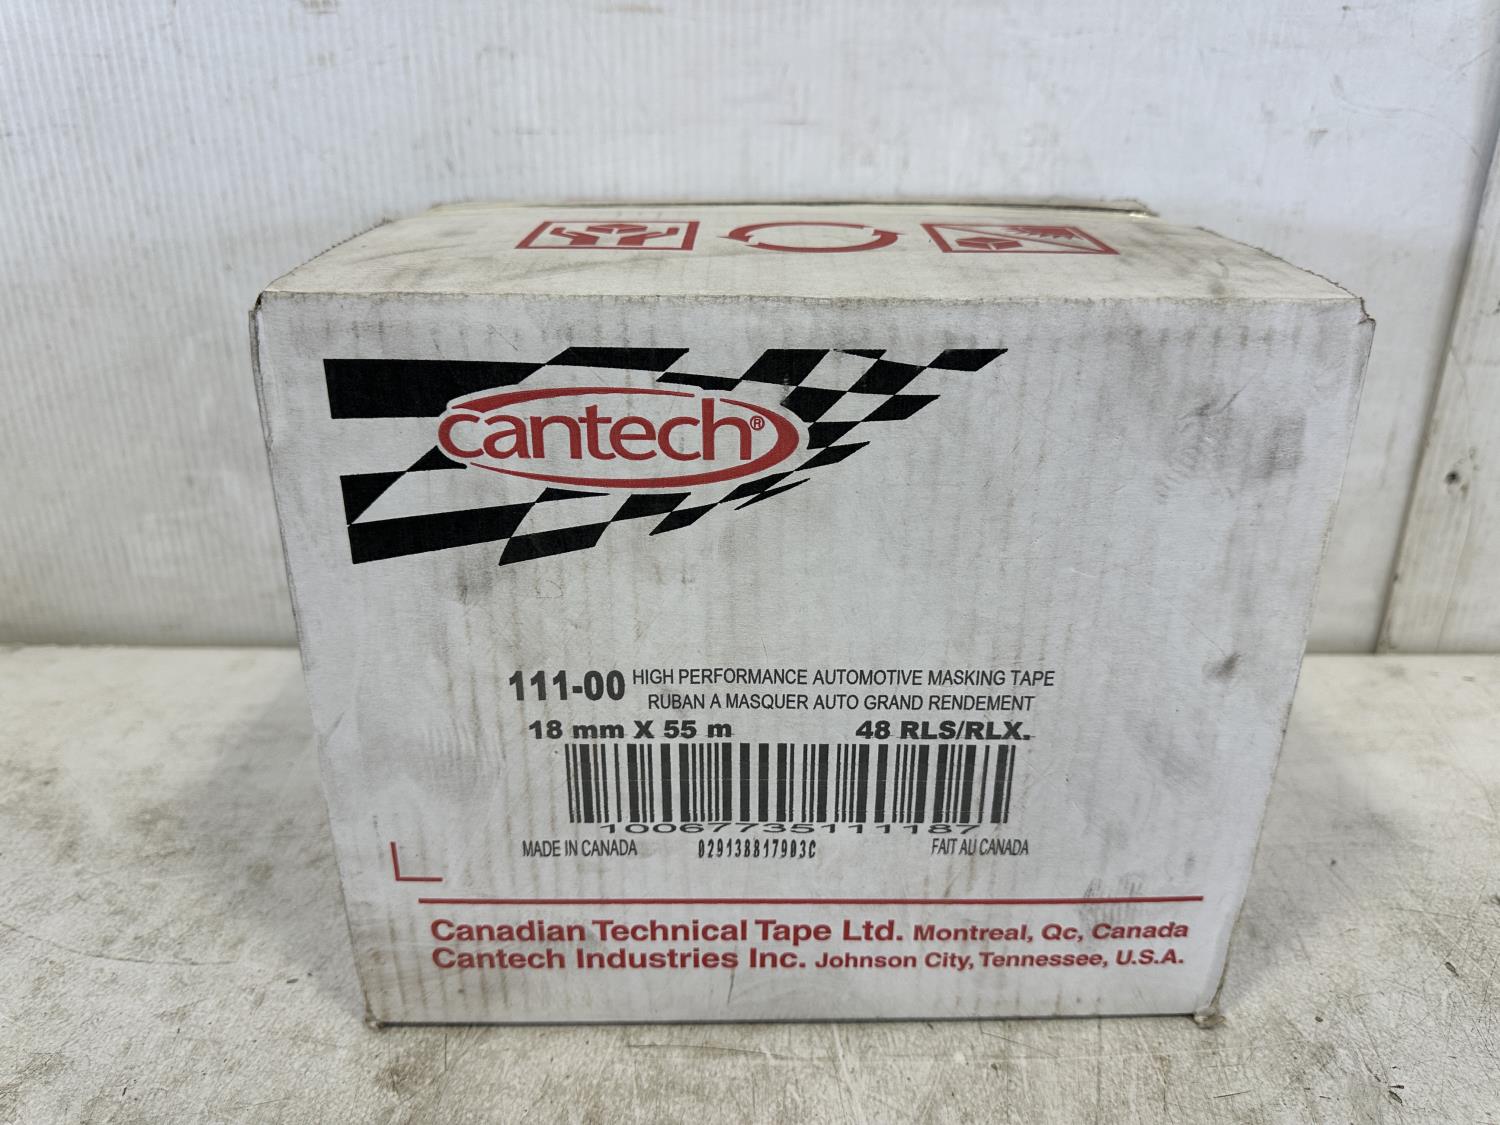 cantech®
111-00 HIGH PERFORMANCE AUTOMOTIVE MASKING TAPE
RUBAN A MASQUER AUTO GRAND RENDEMENT
18 mm X 55 m 48 RLS/RLX.
10067735111187
MADE IN CANADA 029138817903C FAIT AU CANADA
Canadian Technical Tape Ltd. Montreal, Qc, Canada
Cantech Industries Inc. Johnson City, Tennessee, U.S.A.